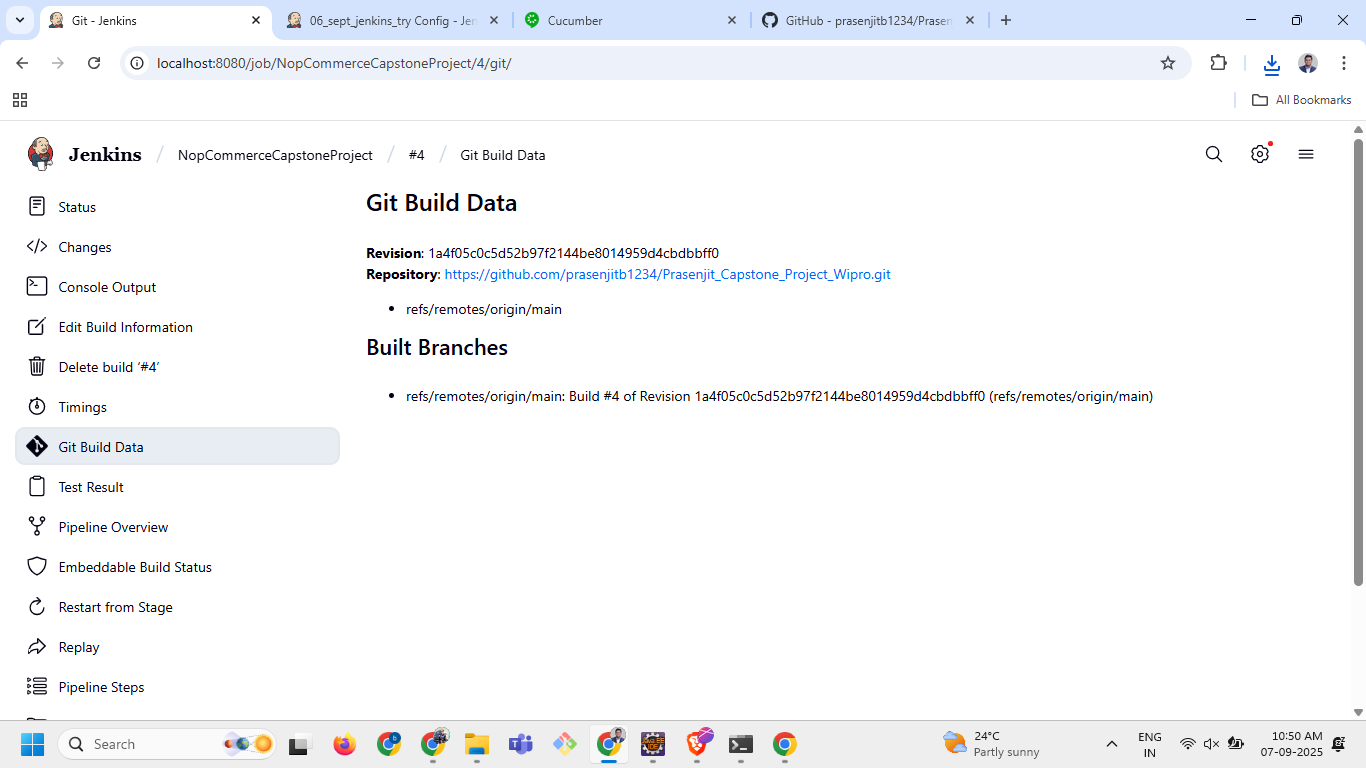 Git - Jenkins
06_sept_jenkins_try Config - Jen
Cucumber
GitHub - prasenjitb1234/Prasen
localhost:8080/job/NopCommerceCapstoneProject/4/git/
All Bookmarks
Jenkins / NopCommerceCapstoneProject / #4 / Git Build Data
Status
Changes
Console Output
Edit Build Information
Delete build ‘#4’
Timings
Git Build Data
Test Result
Pipeline Overview
Embeddable Build Status
Restart from Stage
Replay
Pipeline Steps
Git Build Data
Revision: 1a4f05c0c5d52b97f2144be8014959d4cbdbbff0
Repository: https://github.com/prasenjitb1234/Prasenjit_Capstone_Project_Wipro.git
refs/remotes/origin/main
Built Branches
refs/remotes/origin/main: Build #4 of Revision 1a4f05c0c5d52b97f2144be8014959d4cbdbbff0 (refs/remotes/origin/main)
Search
24°C
Partly sunny
ENG
IN
10:50 AM
07-09-2025